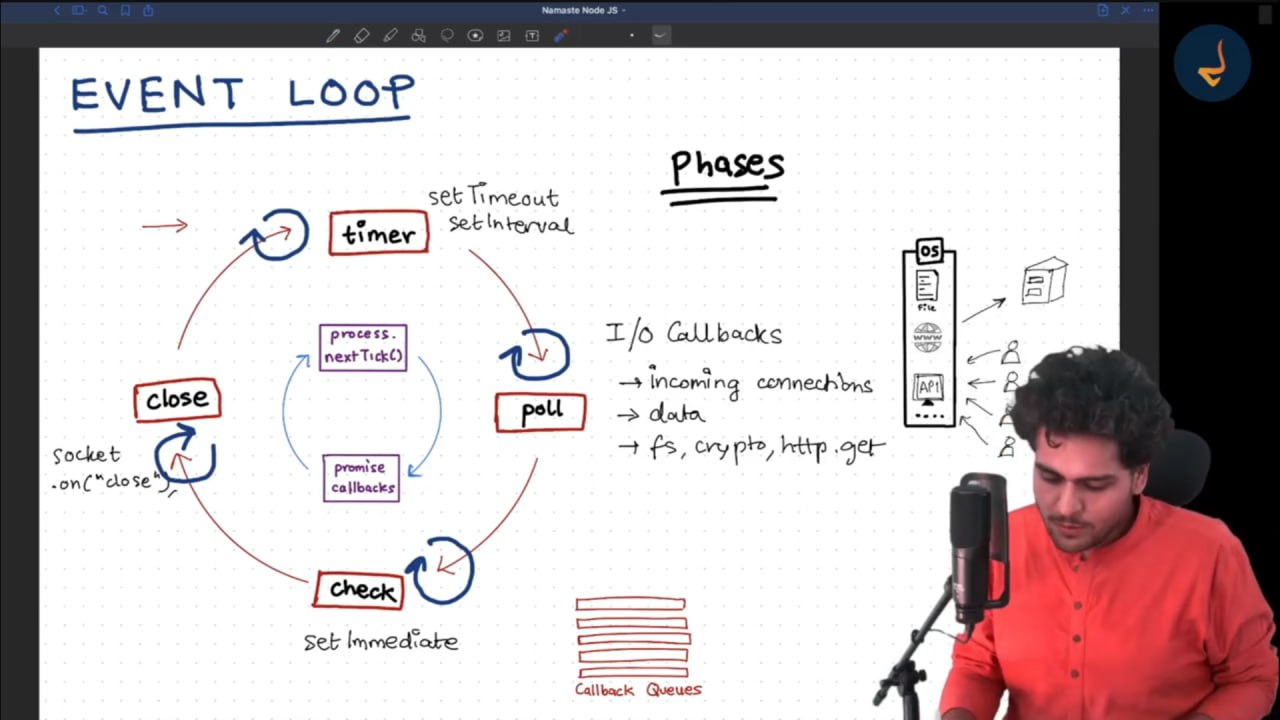 Namaste Node JS
EVENT LOOP
Phases
setTimeout
setInterval
timer
process.
nextTick()
I/O Callbacks
→ incoming connections
→ data
→ fs, crypto, http.get
close
poll
socket
.on("close"),
promise
callbacks
check
setImmediate
Callback Queues
OS
File
WWW
API